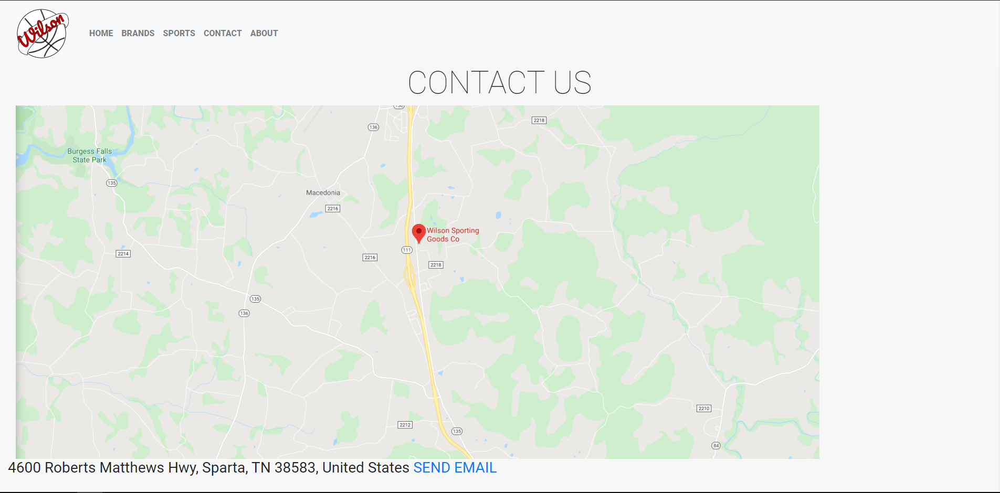 Wilson
HOME BRANDS SPORTS CONTACT ABOUT
CONTACT US
136
2218
136
Burgess Falls
State Park
135
Macedonia
2216
Wilson Sporting
Goods Co
111
2214
2216
2218
135
136
2210
2212
135
84
4600 Roberts Matthews Hwy, Sparta, TN 38583, United States SEND EMAIL